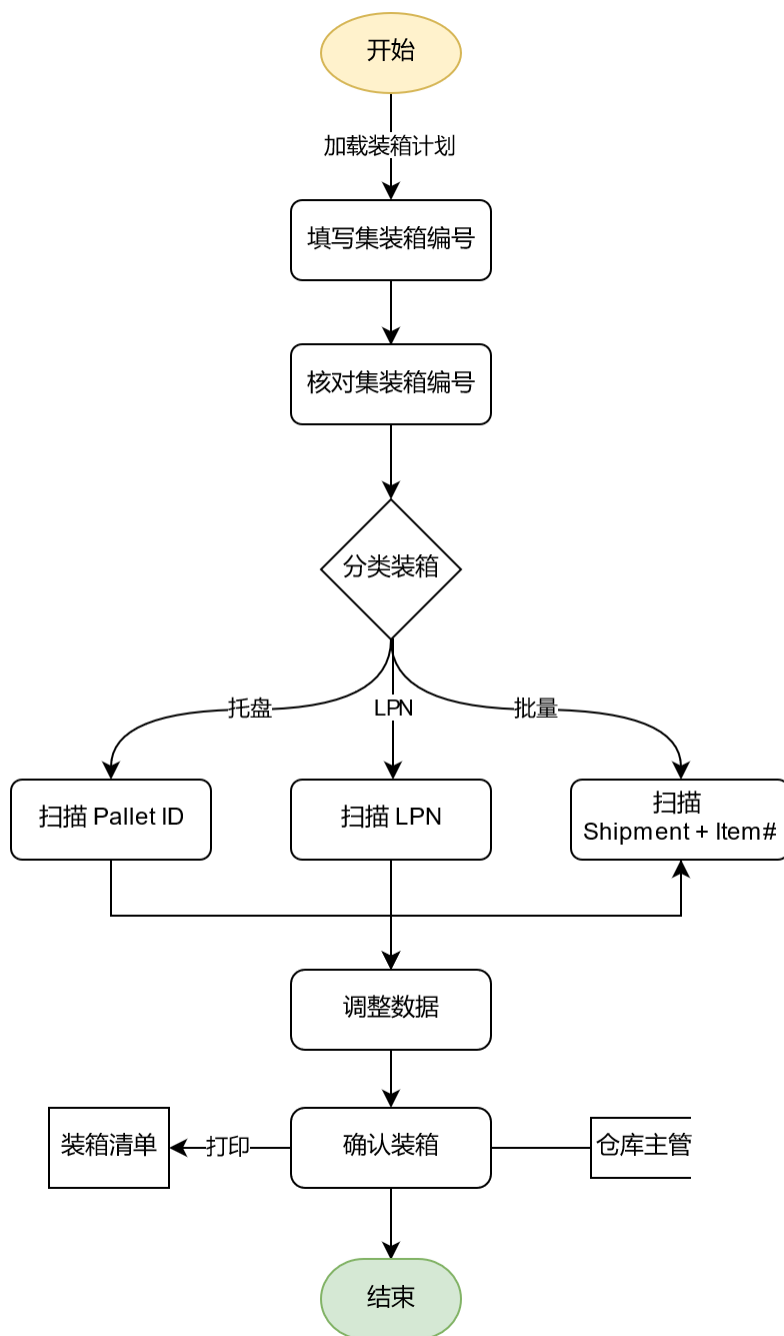 开始
加载装箱计划
填写集装箱编号
核对集装箱编号
分类装箱
托盘
LPN
批量
扫描 Pallet ID
扫描 LPN
扫描
Shipment + Item#
调整数据
装箱清单
打印
确认装箱
仓库主管
结束